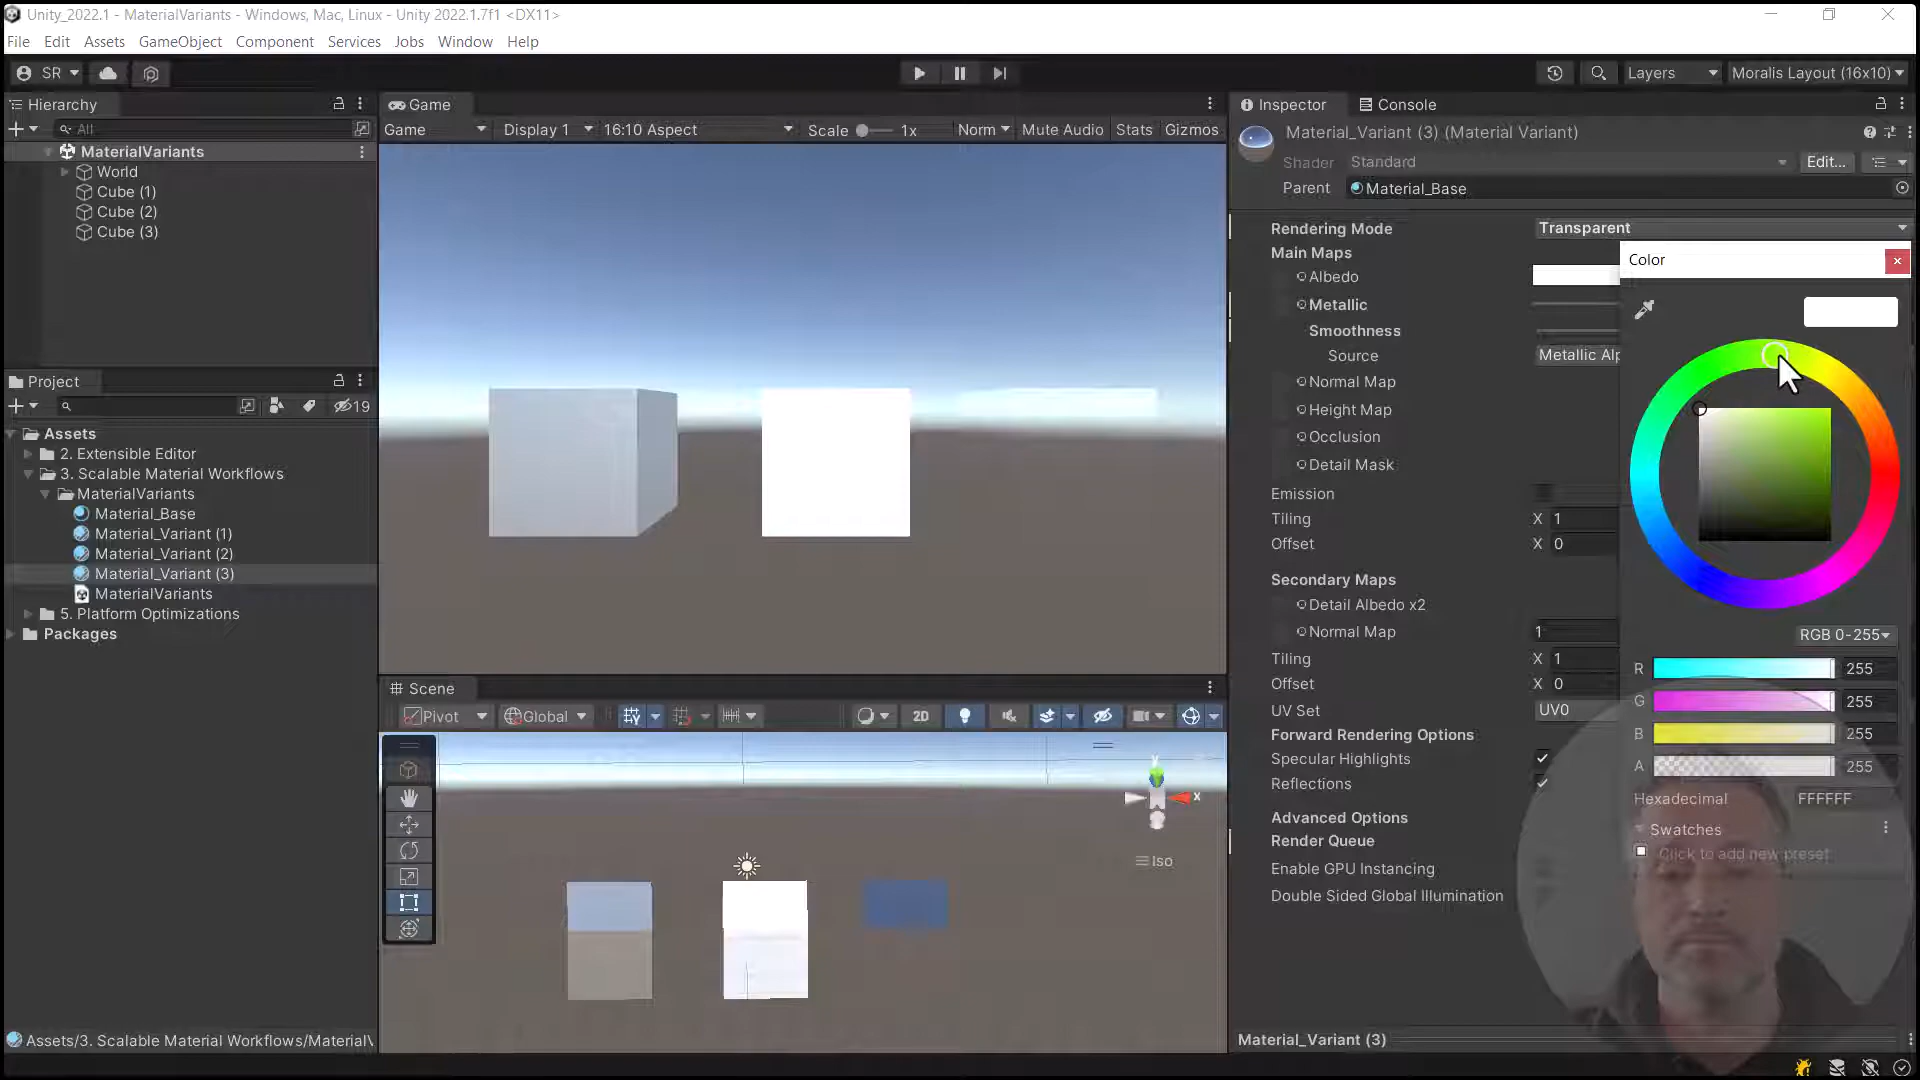 Unity_2022.1 - MaterialVariants - Windows, Mac, Linux - Unity 2022.1.7f1 <DX11>
File Edit Assets GameObject Component Services Jobs Window Help
SR
Layers
Moralis Layout (16x10)
Hierarchy
All
MaterialVariants
World
Cube (1)
Cube (2)
Cube (3)
Project
19
Assets
2. Extensible Editor
3. Scalable Material Workflows
MaterialVariants
Material_Base
Material_Variant (1)
Material_Variant (2)
Material_Variant (3)
MaterialVariants
5. Platform Optimizations
Packages
Assets/3. Scalable Material Workflows/Material
Game
Game Display 1 16:10 Aspect Scale 1x Norm Mute Audio Stats Gizmos
Scene
Pivot Global 2D
Y
x
Iso
Inspector Console
Material_Variant (3) (Material Variant)
Shader Standard Edit...
Parent Material_Base
Rendering Mode Transparent
Main Maps
Albedo
Metallic
Smoothness
Source Metallic Alp
Normal Map
Height Map
Occlusion
Detail Mask
Emission
Tiling X 1
Offset X 0
Secondary Maps
Detail Albedo x2
Normal Map 1
Tiling X 1
Offset X 0
UV Set UV0
Forward Rendering Options
Specular Highlights
Reflections
Advanced Options
Render Queue
Enable GPU Instancing
Double Sided Global Illumination
Material_Variant (3)
Color
RGB 0-255
R 255
G 255
B 255
A 255
Hexadecimal FFFFFF
Swatches
Click to add new preset